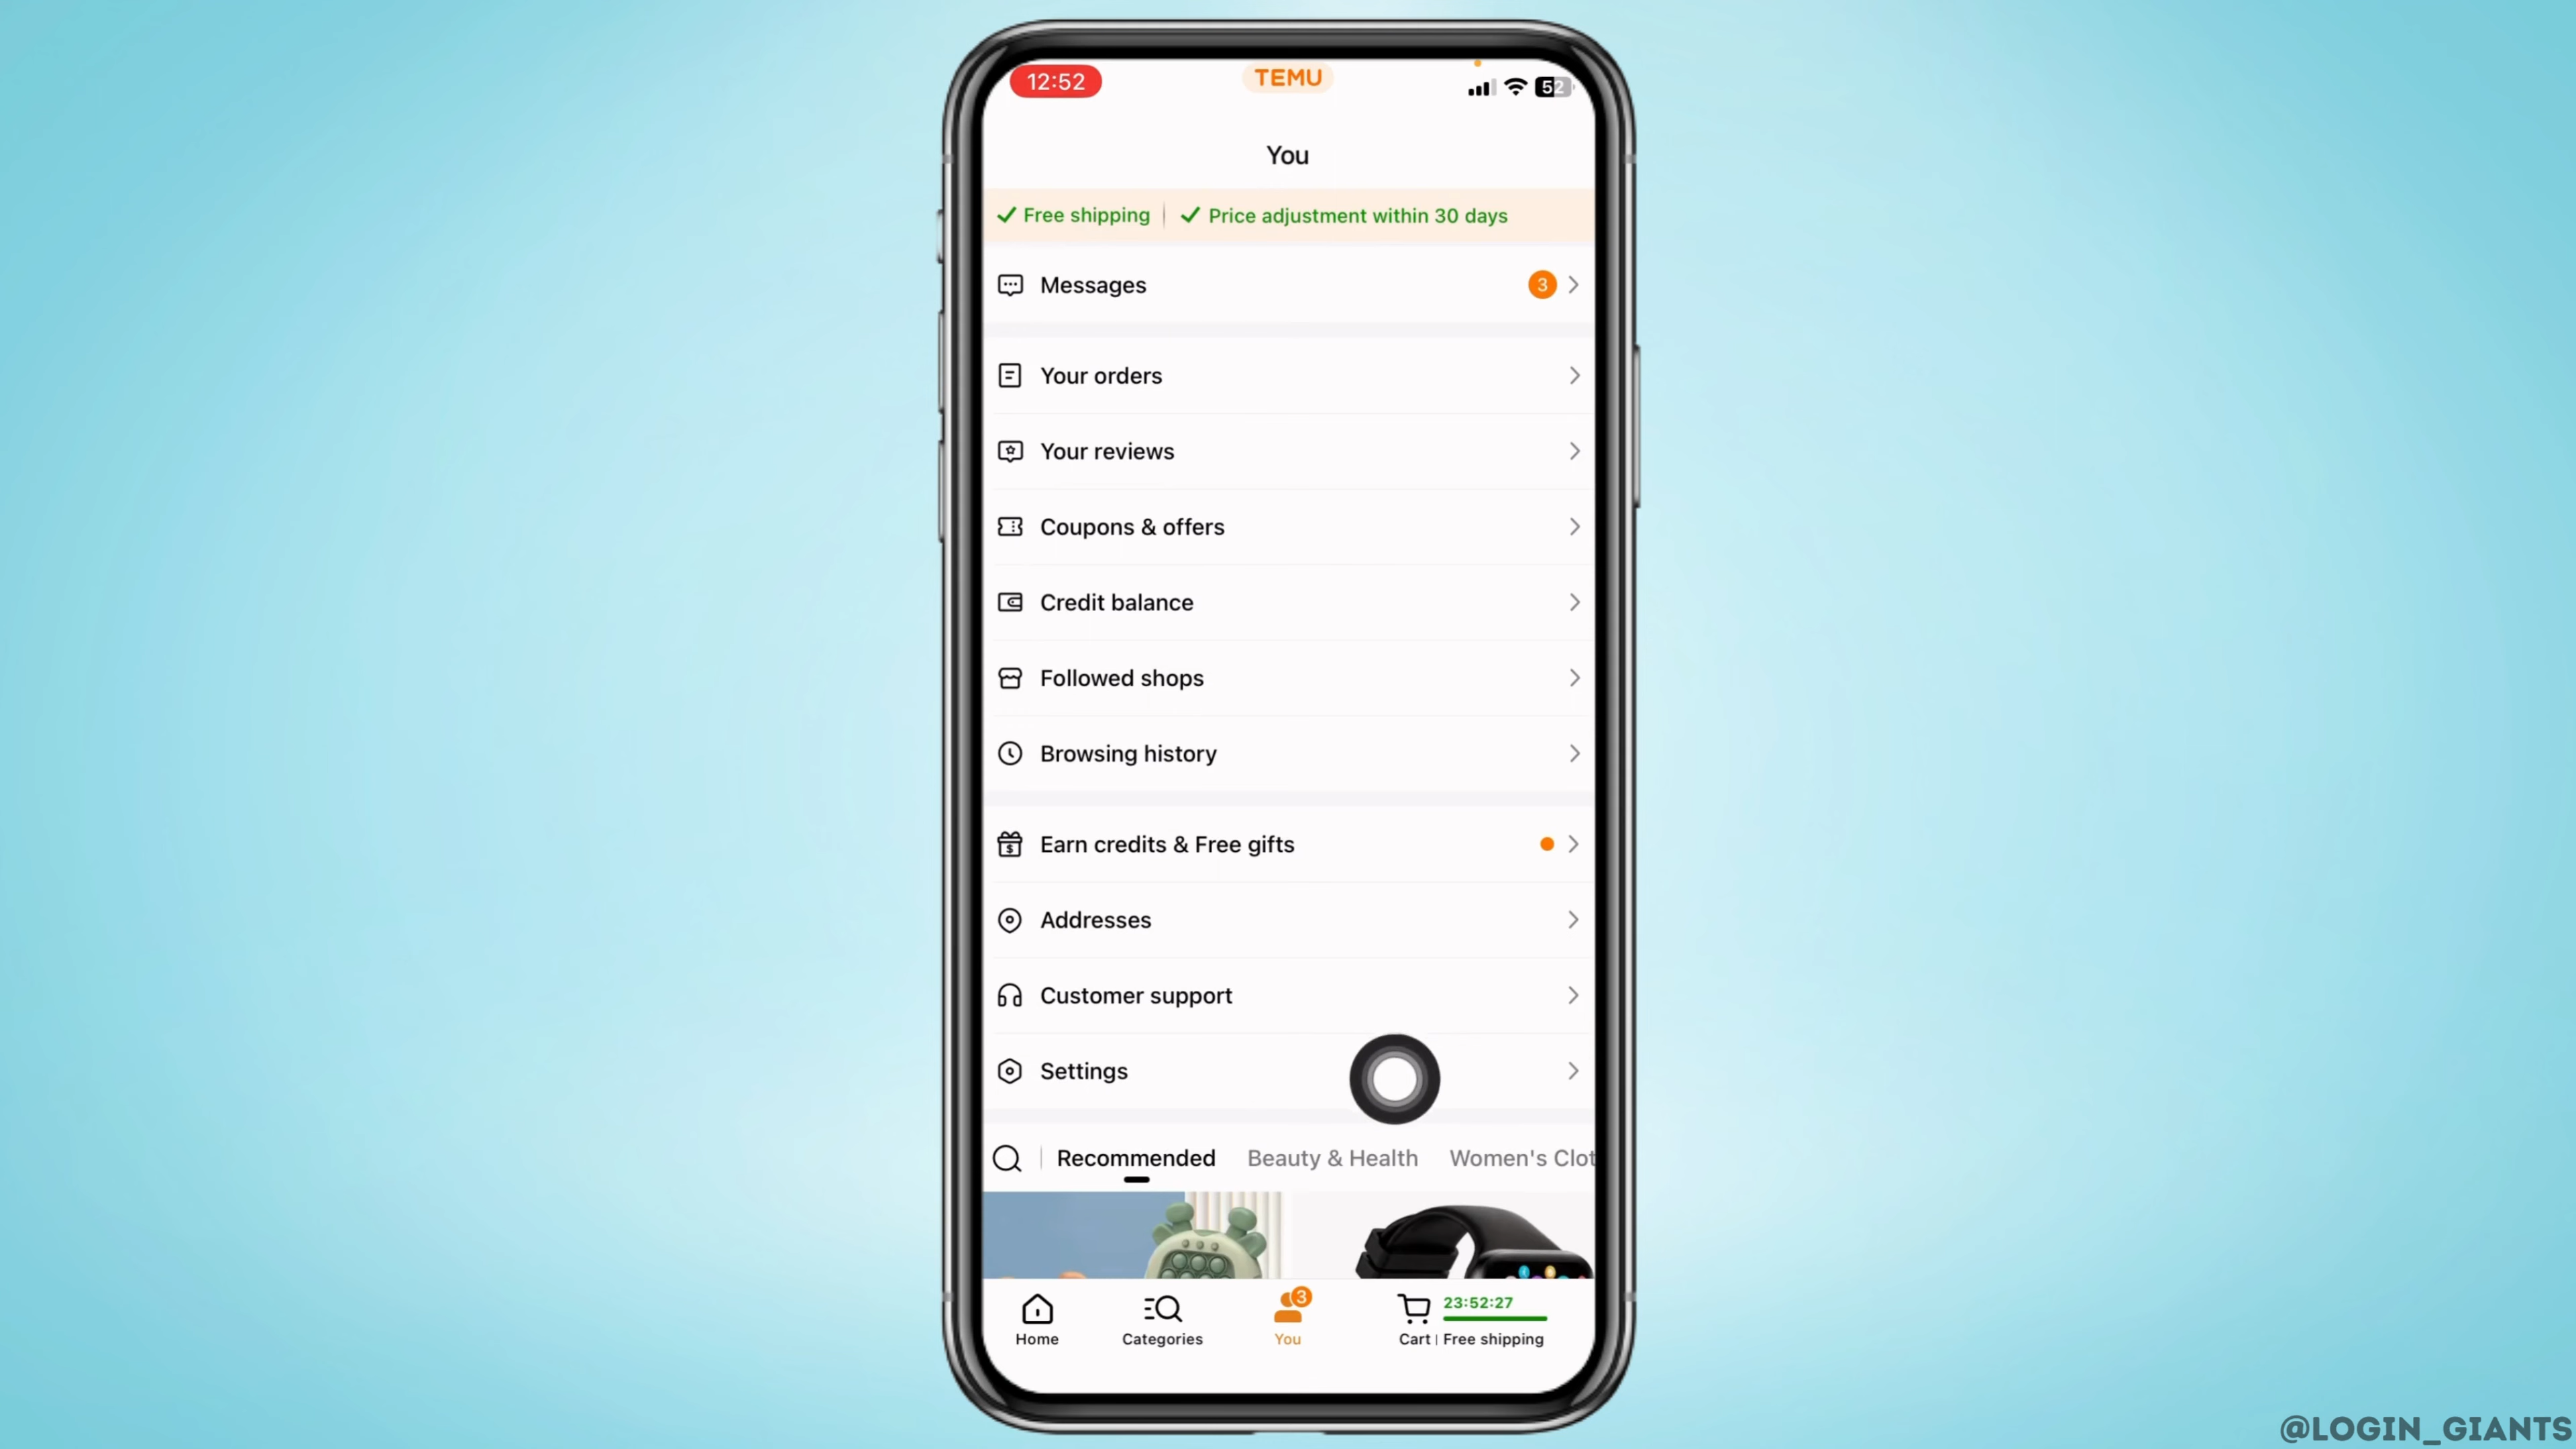 12:52
TEMU
52
You
Free shipping
Price adjustment within 30 days
Messages
3
Your orders
Your reviews
Coupons & offers
Credit balance
Followed shops
Browsing history
Earn credits & Free gifts
Addresses
Customer support
Settings
Recommended
Beauty & Health
Women's Clot
3
23:52:27
Home
Categories
You
Cart | Free shipping
@LOGIN_GIANTS